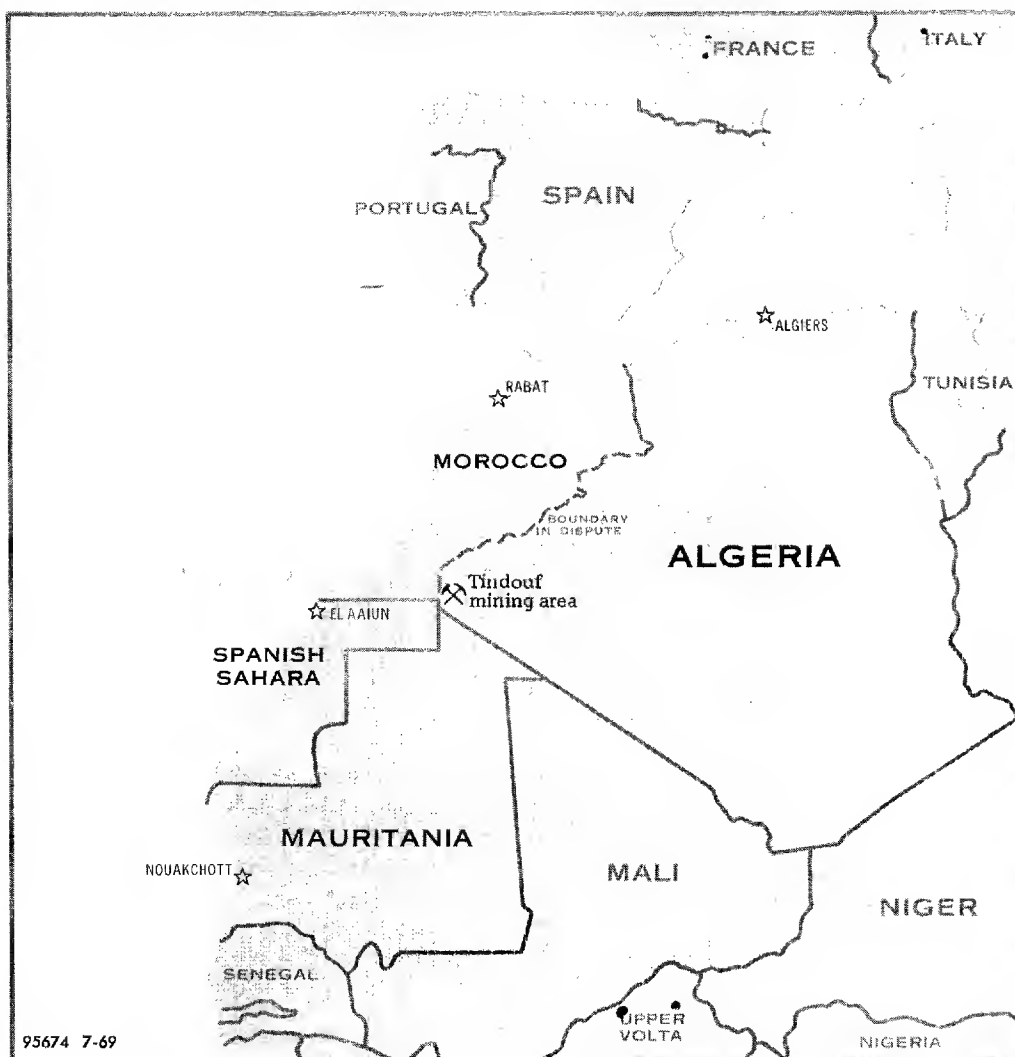 FRANCE
ITALY
PORTUGAL
SPAIN
ALGIERS
TUNISIA
RABAT
MOROCCO
BOUNDARY
IN DISPUTE
ALGERIA
Tindouf
mining area
EL AAIUN
SPANISH
SAHARA
MAURITANIA
NOUAKCHOTT
MALI
NIGER
SENEGAL
UPPER
VOLTA
NIGERIA
95674 7-69